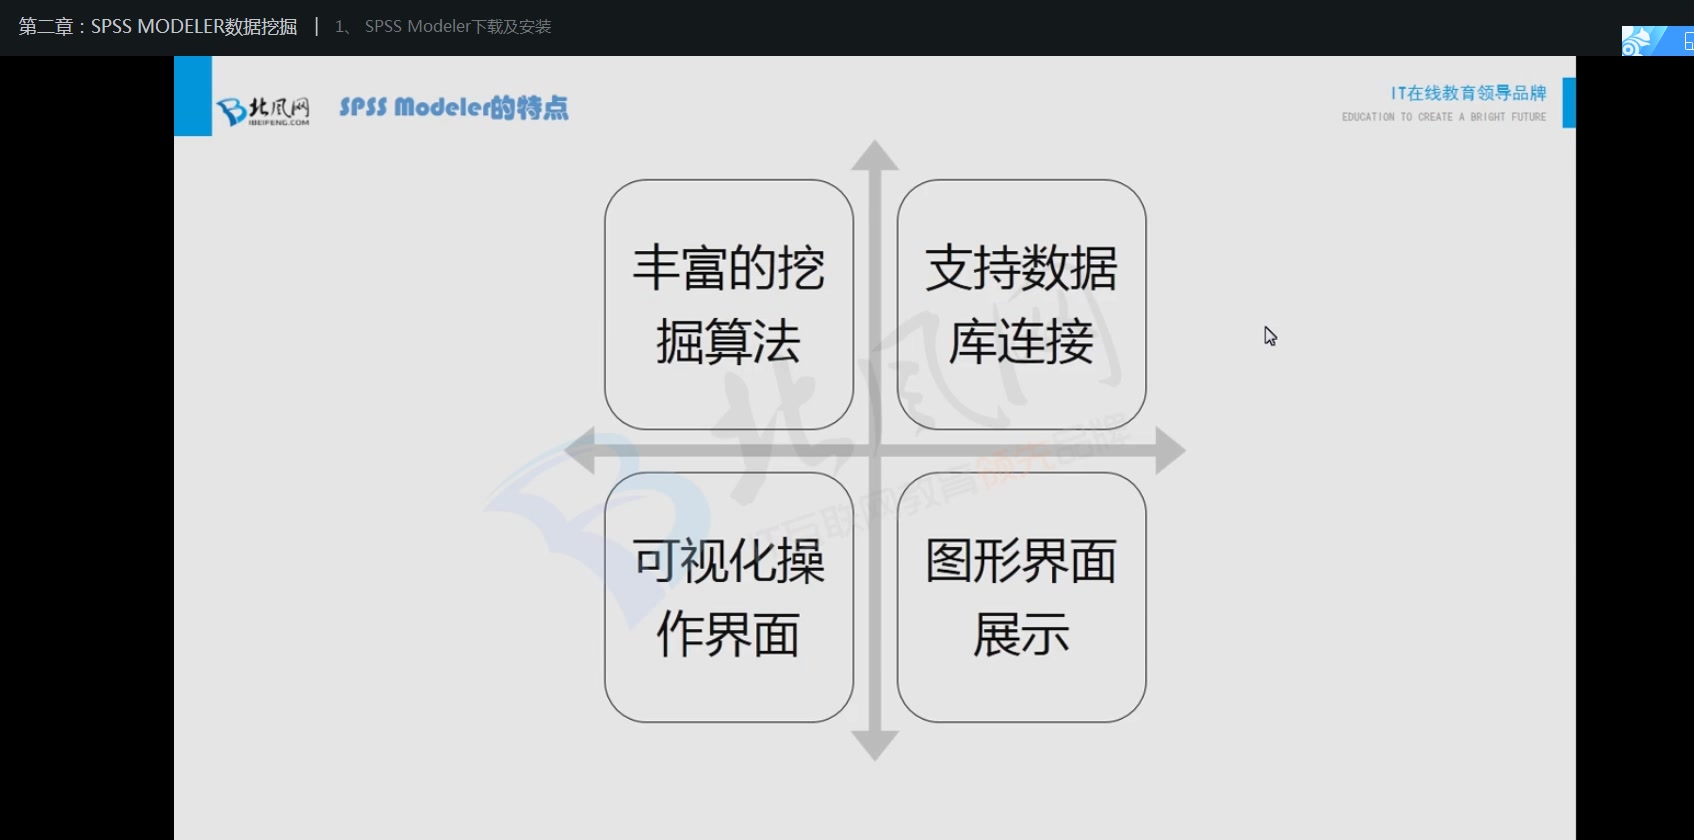 第二章：SPSS MODELER数据挖掘 | 1、 SPSS Modeler下载及安装
北风网
IBEIFENG.COM
SPSS Modeler的特点
IT在线教育领导品牌
EDUCATION TO CREATE A BRIGHT FUTURE
丰富的挖
掘算法
支持数据
库连接
可视化操
作界面
图形界面
展示
北风网
IT互联网教育领先品牌